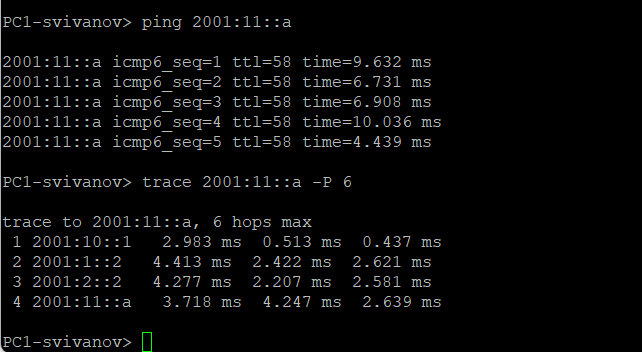 PC1-svivanov> ping 2001:11::a
2001:11::a icmp6_seq=1 ttl=58 time=9.632 ms
2001:11::a icmp6_seq=2 ttl=58 time=6.731 ms
2001:11::a icmp6_seq=3 ttl=58 time=6.908 ms
2001:11::a icmp6_seq=4 ttl=58 time=10.036 ms
2001:11::a icmp6_seq=5 ttl=58 time=4.439 ms
PC1-svivanov> trace 2001:11::a -P 6
trace to 2001:11::a, 6 hops max
1 2001:10::1   2.983 ms  0.513 ms  0.437 ms
2 2001:1::2   4.413 ms  2.422 ms  2.621 ms
3 2001:2::2   4.277 ms  2.207 ms  2.581 ms
4 2001:11::a   3.718 ms  4.247 ms  2.639 ms
PC1-svivanov>